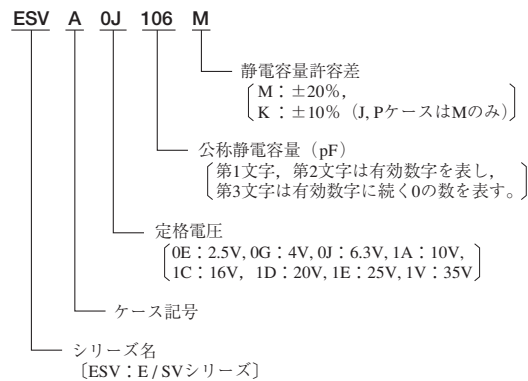 ESV A 0J 106 M
静電容量許容差
M：±20%,
K：±10%（J, PケースはMのみ）
公称静電容量（pF）
第1文字，第2文字は有効数字を表し，
第3文字は有効数字に続く0の数を表す。
定格電圧
0E：2.5V, 0G：4V, 0J：6.3V, 1A：10V,
1C：16V, 1D：20V, 1E：25V, 1V：35V
ケース記号
シリーズ名
〔ESV：E / SVシリーズ〕